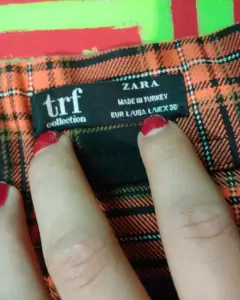 ZARA
trf
collection
MADE IN TURKEY
EUR L/USA L/MEX 30